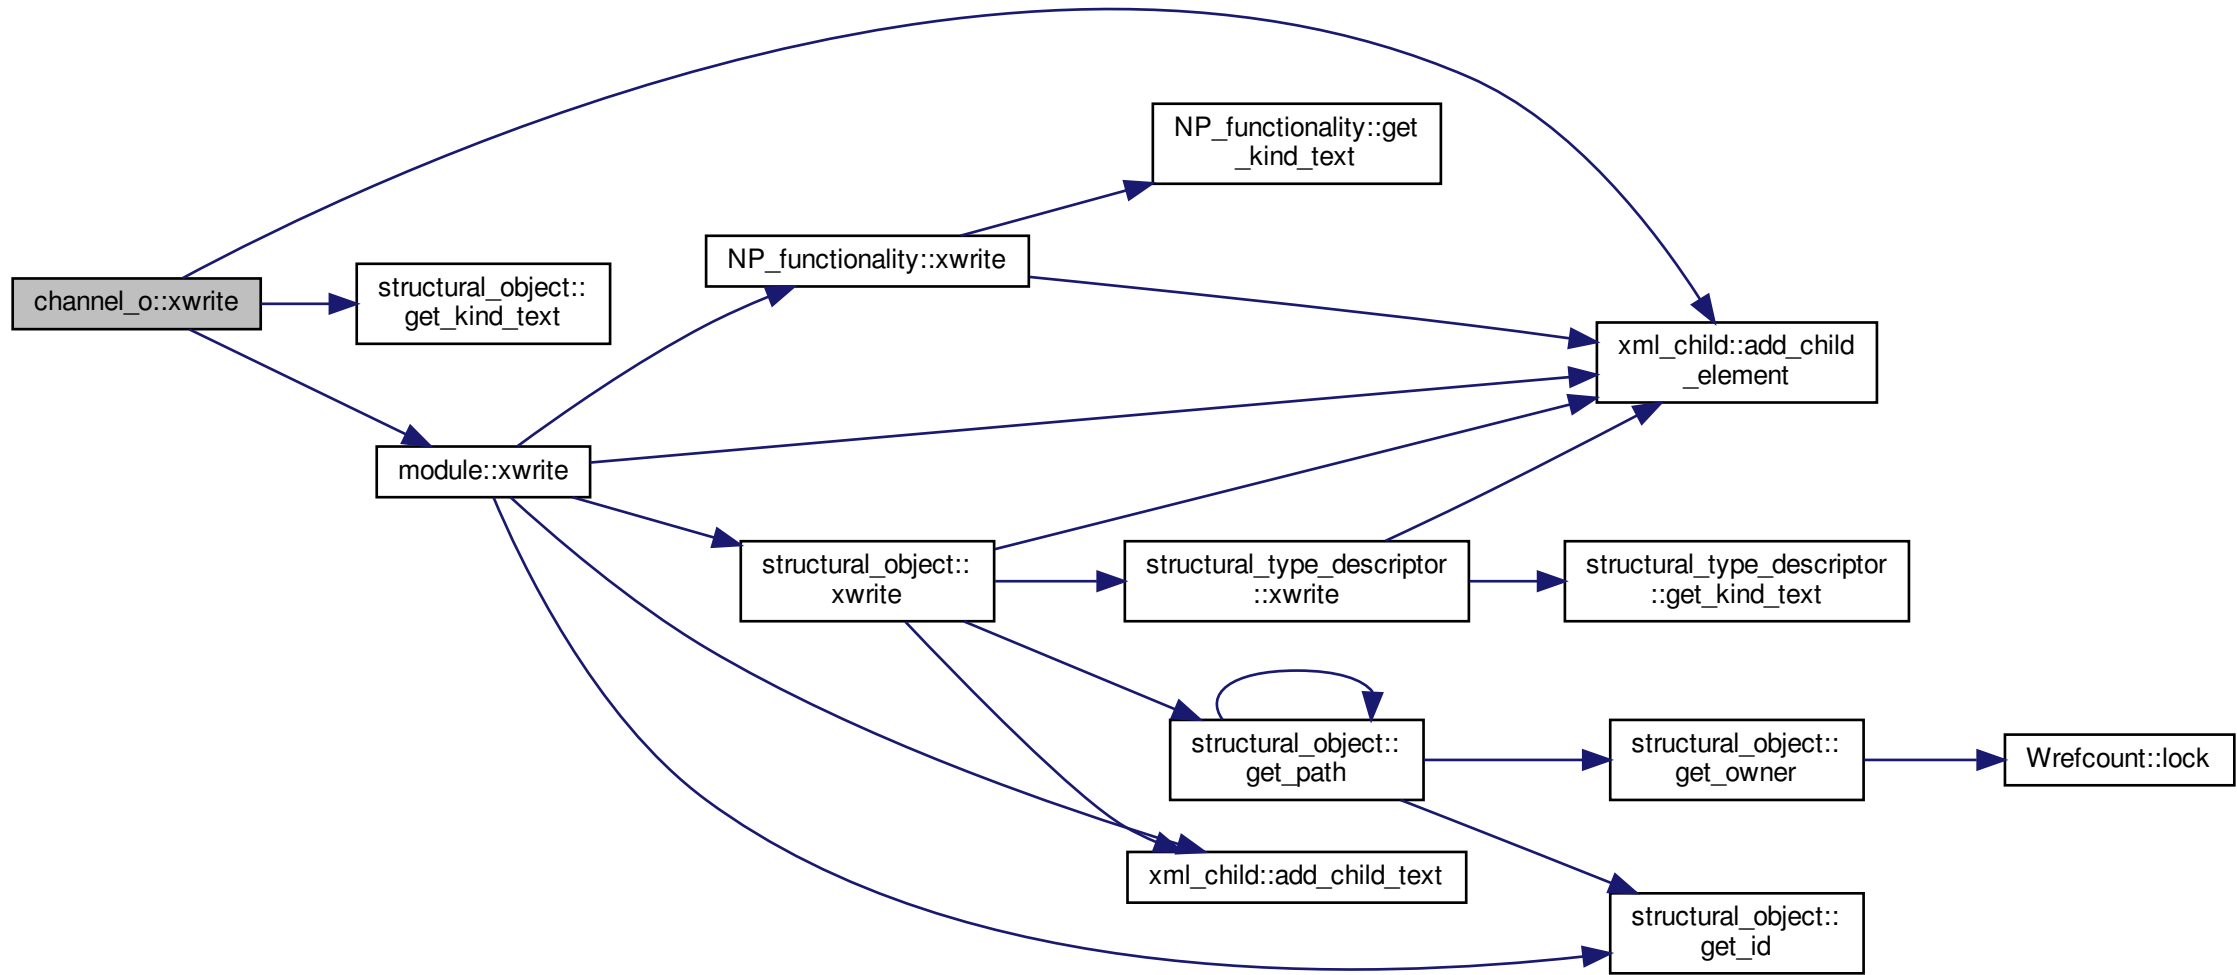 channel_o::xwrite
structural_object::
get_kind_text
module::xwrite
NP_functionality::xwrite
structural_object::
xwrite
NP_functionality::get
_kind_text
structural_type_descriptor
::xwrite
structural_object::
get_path
xml_child::add_child_text
xml_child::add_child
_element
structural_type_descriptor
::get_kind_text
structural_object::
get_owner
structural_object::
get_id
Wrefcount::lock